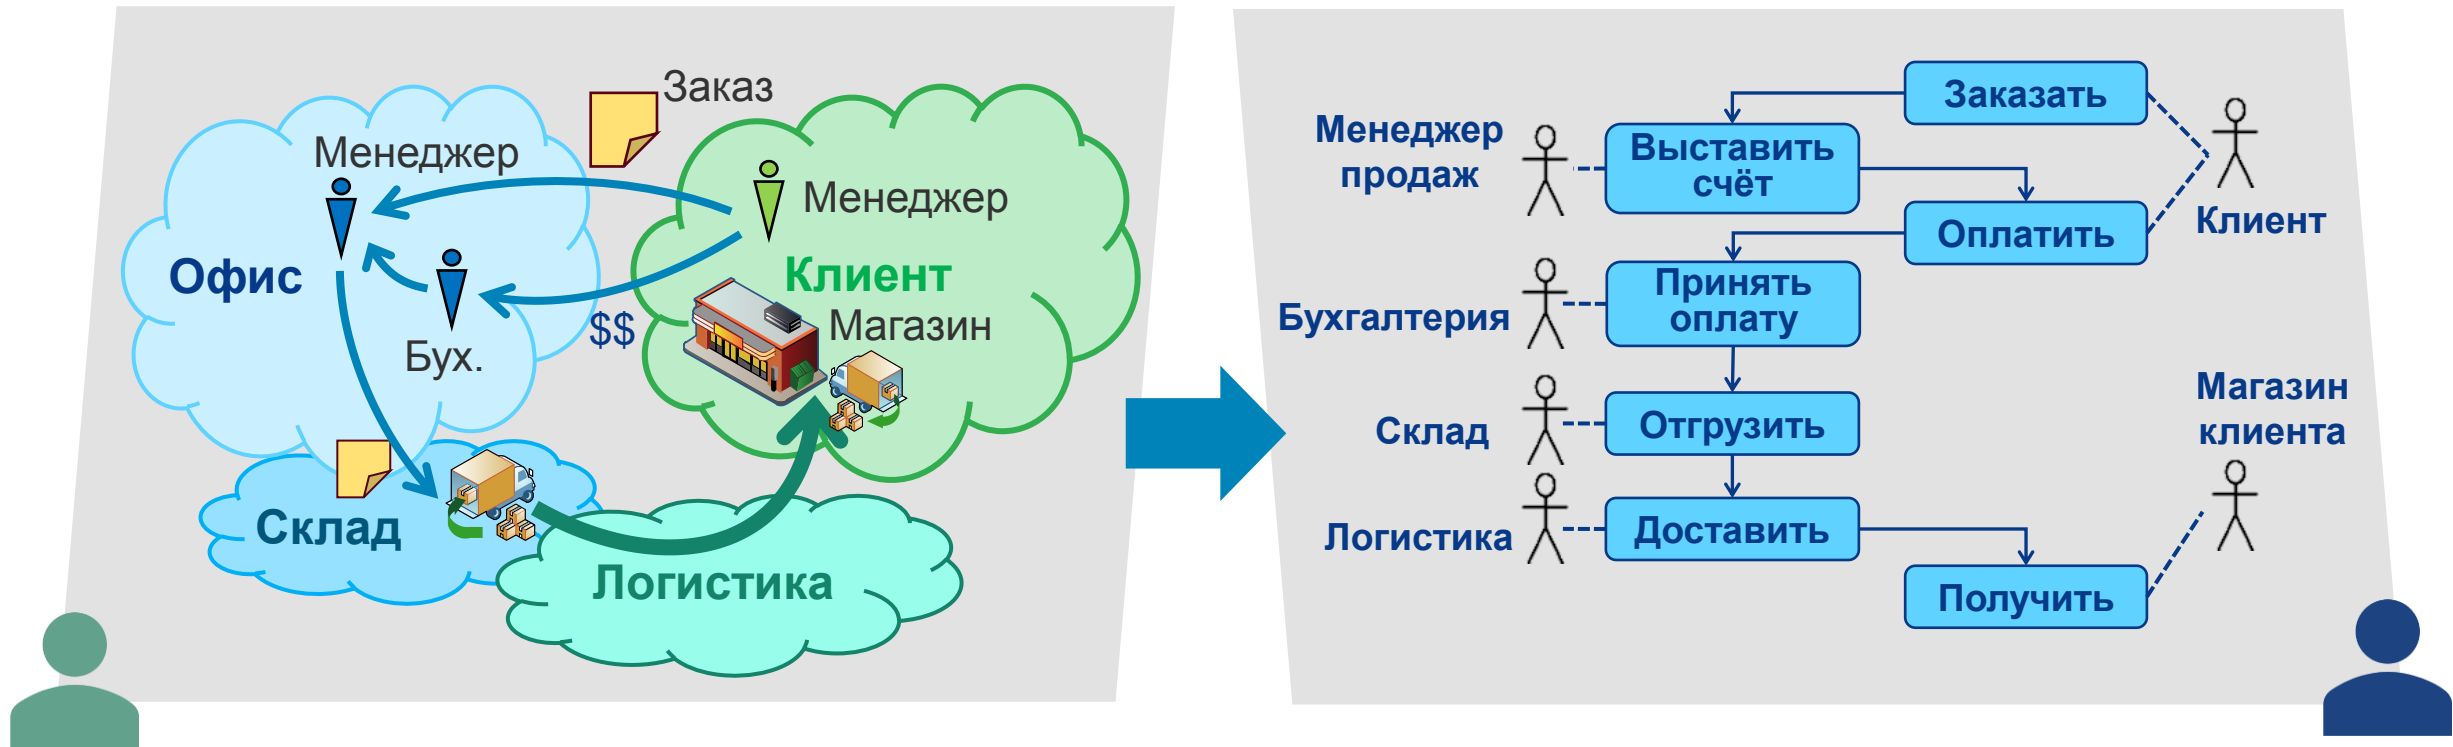 Заказ
Менеджер
Менеджер
Офис
Клиент
$$
Магазин
Бух.
Склад
Логистика
Заказать
Менеджер
продаж
Выставить
счёт
Клиент
Оплатить
Принять
оплату
Бухгалтерия
Магазин
клиента
Склад
Отгрузить
Логистика
Доставить
Получить